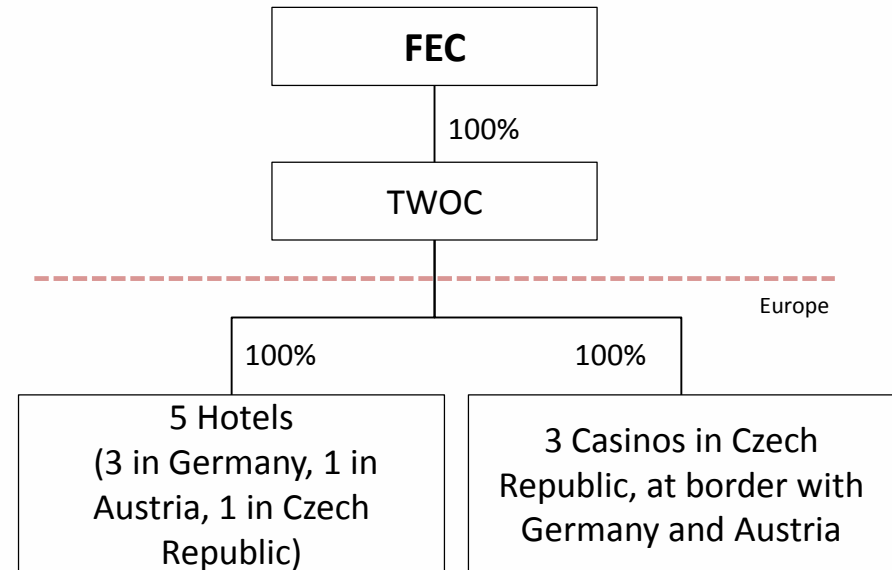 FEC
100%
TWOC
Europe
100%
100%
5 Hotels
(3 in Germany, 1 in
Austria, 1 in Czech
Republic)
3 Casinos in Czech
Republic, at border with
Germany and Austria